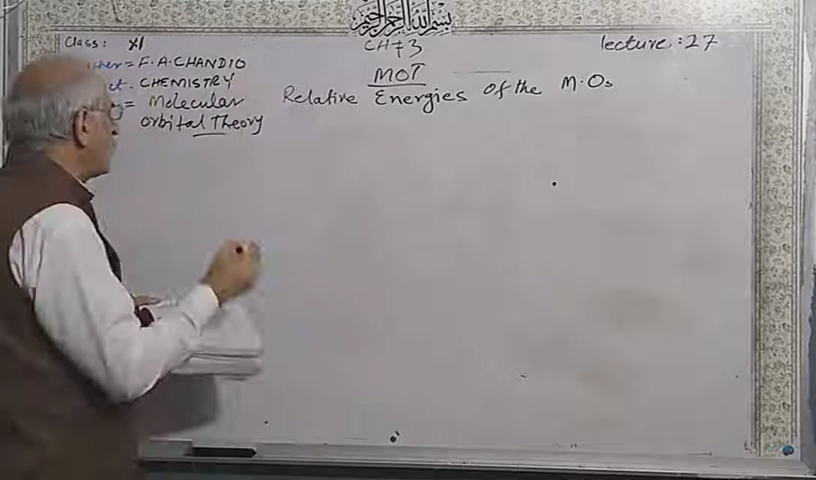 بسم الله الرحمن الرحيم
Class: XI
CH # 3
lecture: 27
= F. A. CHANDIO
MOT
CHEMISTRY
= Molecular
orbital Theory
Relative Energies of the M.Os